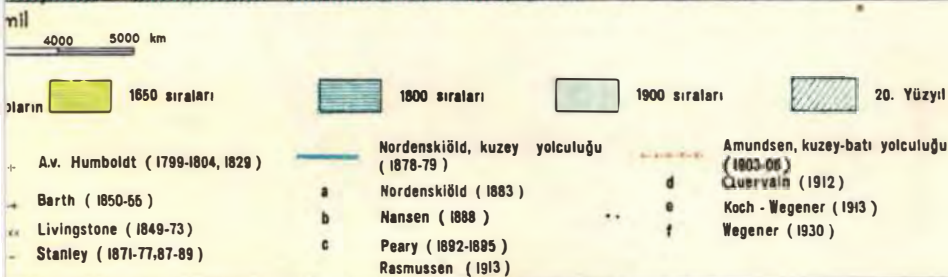 mil
4000 5000 km
ların 1650 sıraları 1800 sıraları 1900 sıraları 20. Yüzyıl
A.v. Humboldt ( 1799-1804, 1829 )
Barth ( 1850-55 )
Livingstone ( 1849-73 )
Stanley ( 1871-77,87-89 )
Nordenskiöld, kuzey yolculuğu
( 1878-79 )
a Nordenskiöld ( 1883 )
b Nansen ( 1888 )
c Peary ( 1892-1895 )
Rasmussen ( 1913 )
Amundsen, kuzey-batı yolculuğu
(1903-06)
d Quervain ( 1912 )
e Koch - Wegener ( 1913 )
f Wegener ( 1930 )